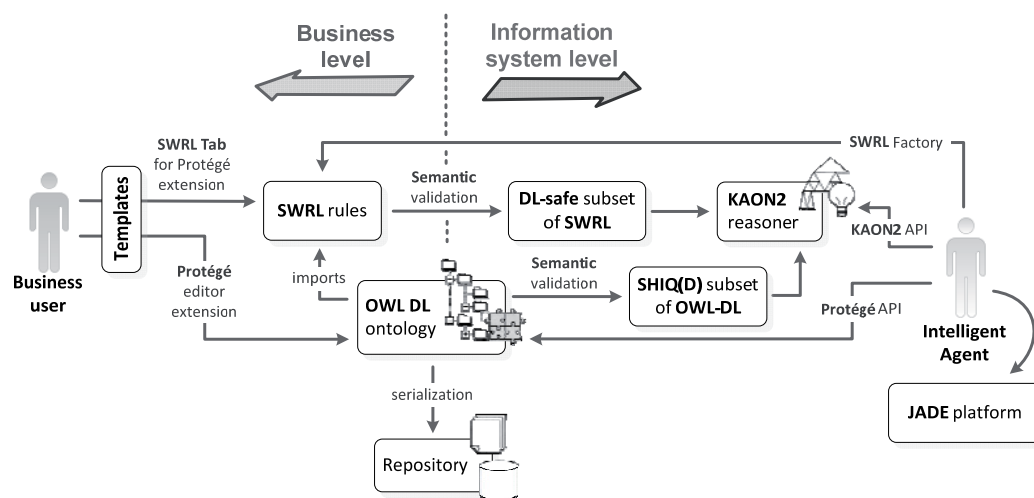 Business
level
Information
system level
SWRL Tab
for Protégé
extension
SWRL Factory
Templates
Semantic
validation
SWRL rules
DL-safe subset
of SWRL
KAON2
reasoner
KAON2 API
Business
user
Protégé
editor
extension
imports
OWL DL
ontology
Semantic
validation
SHIQ(D) subset
of OWL-DL
Protégé API
Intelligent
Agent
serialization
JADE platform
Repository